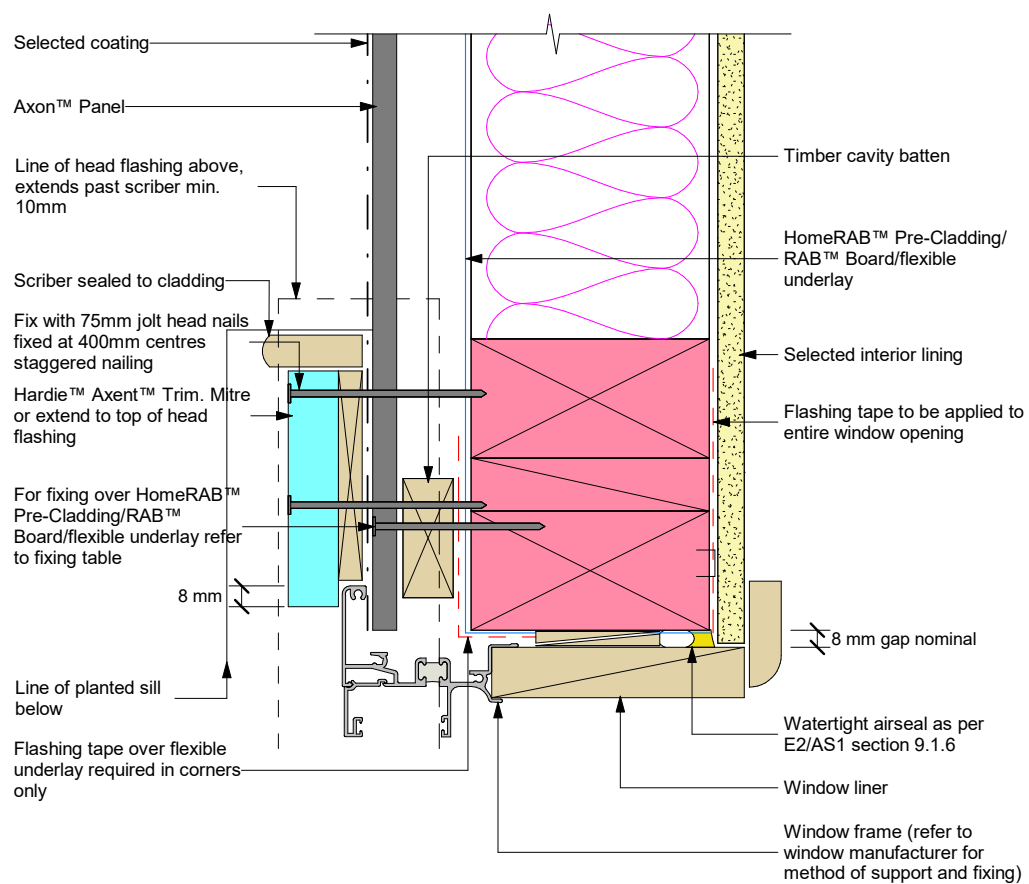 Selected coating
Axon™ Panel
Line of head flashing above,
extends past scriber min.
10mm
Scriber sealed to cladding
Fix with 75mm jolt head nails
fixed at 400mm centres
staggered nailing
Hardie™ Axent™ Trim. Mitre
or extend to top of head
flashing
For fixing over HomeRAB™
Pre-Cladding/RAB™
Board/flexible underlay refer
to fixing table
8 mm
Line of planted sill
below
Flashing tape over flexible
underlay required in corners
only
Timber cavity batten
HomeRAB™ Pre-Cladding/
RAB™ Board/flexible
underlay
Selected interior lining
Flashing tape to be applied to
entire window opening
8 mm gap nominal
Watertight airseal as per
E2/AS1 section 9.1.6
Window liner
Window frame (refer to
window manufacturer for
method of support and fixing)